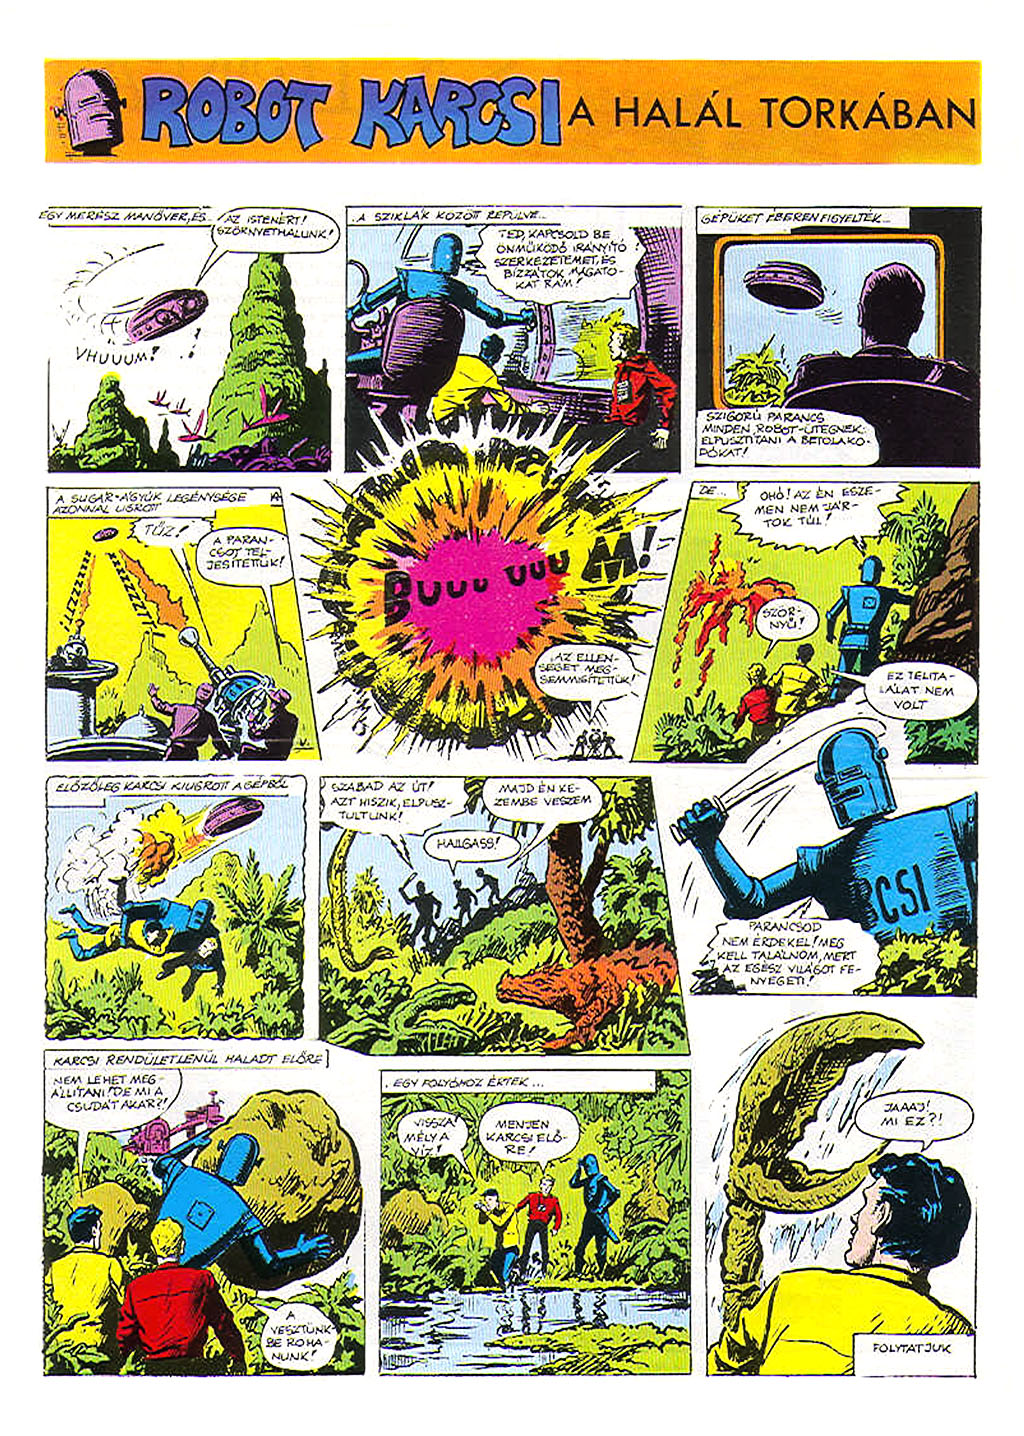 ROBOT KARCSI A HALÁL TORKÁBAN
EGY MERÉSZ MANŐVER, ÉS...
AZ ISTENÉRT!
SZÖRNYETHALUNK!
VHUUUM!
.A SZIKLÁK KÖZÖTT REPÜLVE...
TED, KAPCSOLD BE
ÖNMŰKÖDŐ IRÁNYÍTÓ
SZERKEZETEMET, ÉS
BÍZZÁTOK MAGATO-
KAT RÁM!
GÉPÜKET ÉBEREN FIGYELTÉK...
SZIGORÚ PARANCS
MINDEN ROBOT-ÜTEGNEK:
ELPUSZTÍTANI A BETOLAKO-
DÓKAT!
A SUGÁR-ÁGYÚK LEGÉNYSÉGE
AZONNAL UGROTT
TŰZ!
A PARAN-
CSOT TEL-
JESÍTETTÜK!
BUUU UUU M!
AZ ELLEN-
SÉGET MEG-
SEMMISÍTETTÜK!
DE...
OHÓ! AZ ÉN ESZE-
MEN NEM JÁR-
TOK TÚL!
SZÖR-
NYŰ!
EZ TELITA-
LÁLAT NEM
VOLT
ELŐZŐLEG KARCSI KIUGROTT A GÉPBŐL
SZABAD AZ ÚT!
AZT HISZIK, ELPUSZ-
TULTUNK!
HALLGASS!
MAJD ÉN KE-
ZEMBE VESZEM
CSI
PARANCSOD
NEM ÉRDEKEL! MEG
KELL TALÁLNOM, MERT
AZ EGÉSZ VILÁGOT FE-
NYEGETI!
KARCSI RENDÜLETLENÜL HALADT ELŐRE
NEM LEHET MEG-
ÁLLÍTANI! DE MI A
CSUDÁT AKAR?!
A
VESZTÜNK-
BE ROHA-
NUNK!
.EGY FOLYÓHOZ ÉRTEK...
VISSZA!
MÉLY A
VÍZ!
MENJEN
KARCSI ELŐ-
RE!
JAAAJ!
MI EZ?!
FOLYTATJUK